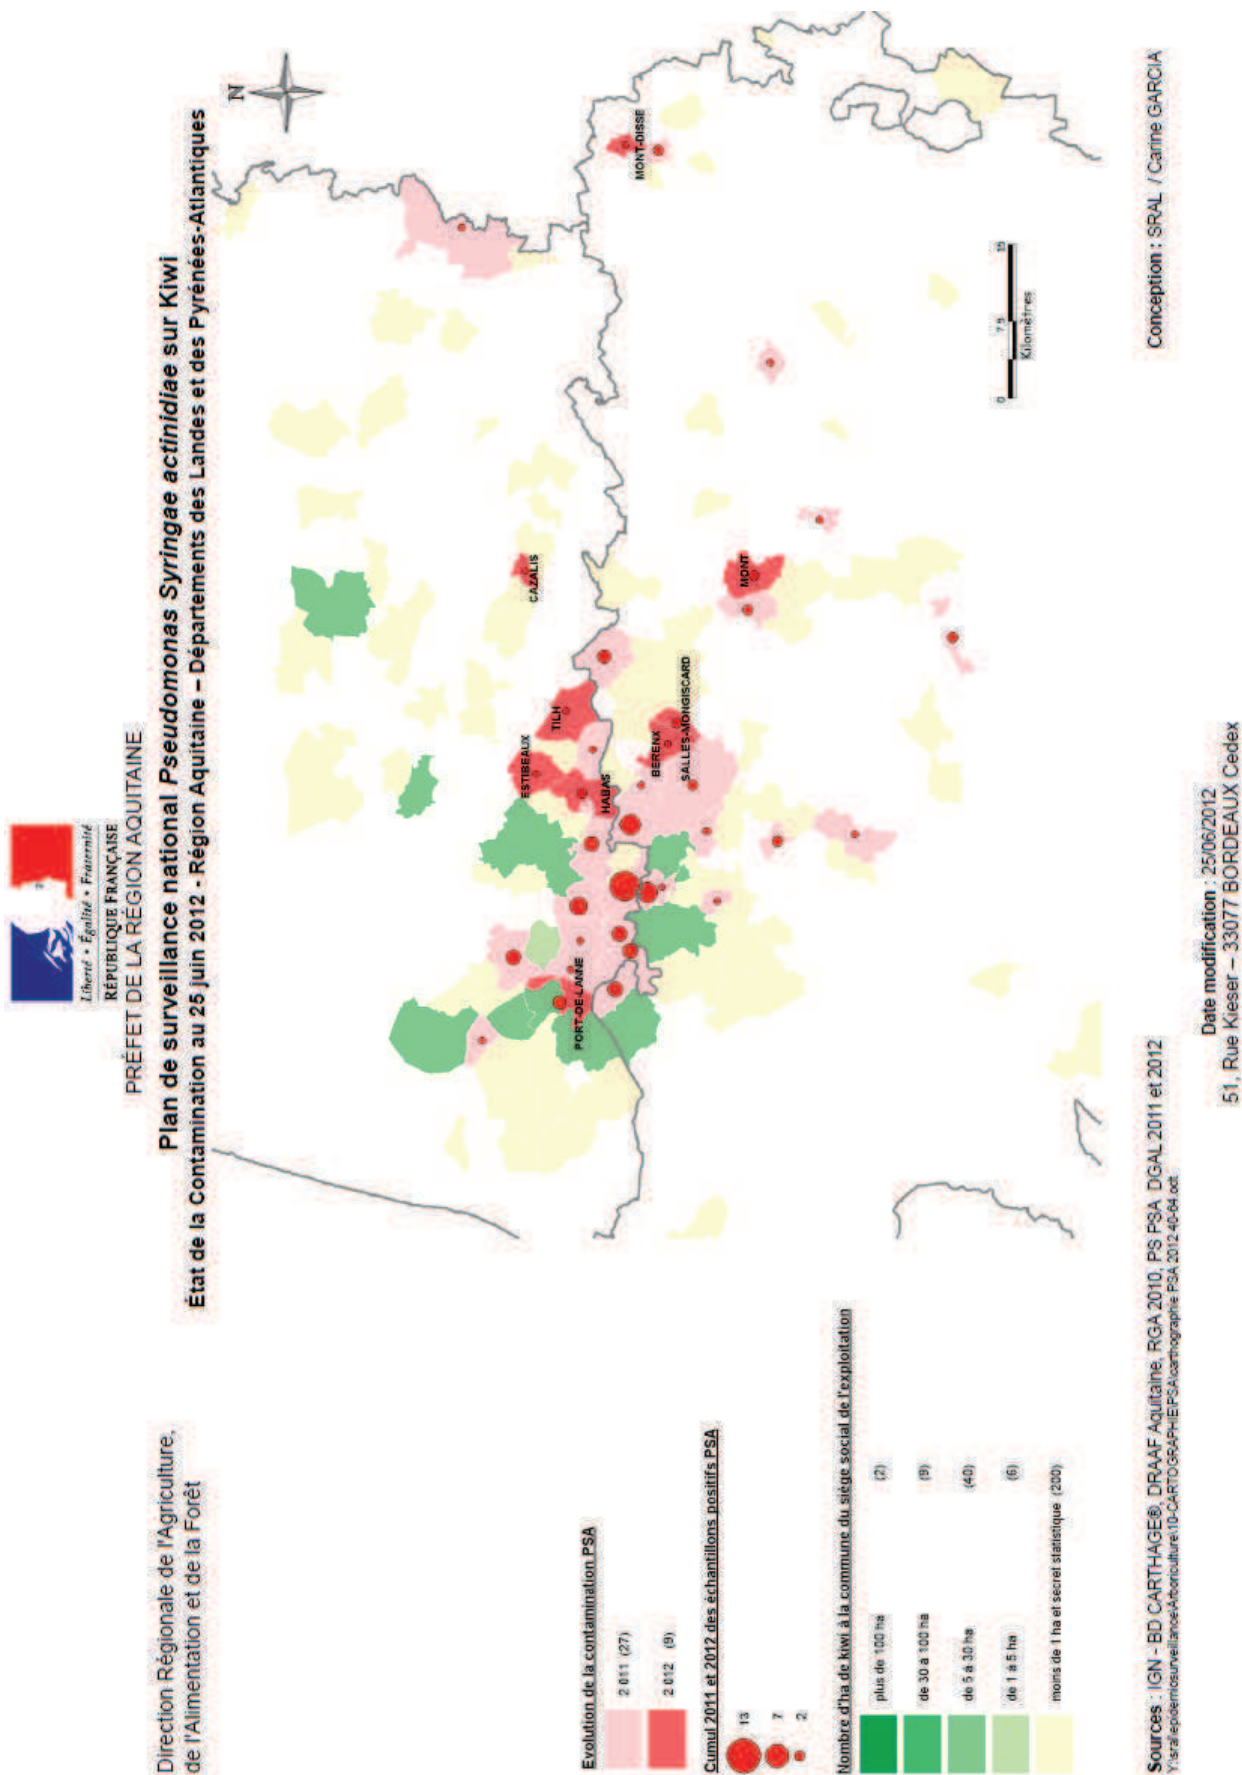 Liberté • Égalité • Fraternité
RÉPUBLIQUE FRANÇAISE
PRÉFET DE LA RÉGION AQUITAINE
Direction Régionale de l'Agriculture,
de l'Alimentation et de la Forêt
Plan de surveillance national Pseudomonas Syringae actinidiae sur Kiwi
État de la Contamination au 25 juin 2012 - Région Aquitaine – Départements des Landes et des Pyrénées-Atlantiques
N
CAZALIS
ESTIBEAUX
TILH
PORT-DE-LANNE
HABAS
MONT-DISSE
BERENX
SALLES-MONGISCARD
MONT
0 7,5 15
Kilomètres
Evolution de la contamination PSA
2 011 (27)
2 012 (9)
Cumul 2011 et 2012 des échantillons positifs PSA
13
7
2
Nombre d'ha de kiwi à la commune du siège social de l'exploitation
plus de 100 ha (2)
de 30 à 100 ha (9)
de 5 à 30 ha (40)
de 1 à 5 ha (6)
moins de 1 ha et secret statistique (200)
Conception : SRAL / Carine GARCIA
Sources : IGN - BD CARTHAGE®, DRAAF Aquitaine, RGA 2010, PS PSA DGAL 2011 et 2012
Date modification : 25/06/2012
51, Rue Kieser – 33077 BORDEAUX Cedex